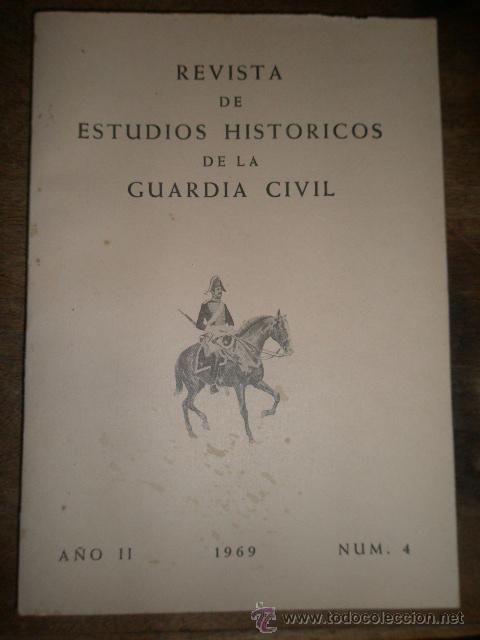 REVISTA
DE
ESTUDIOS HISTORICOS
DE LA
GUARDIA CIVIL
AÑO II 1969 NUM. 4
© www.todocoleccion.net